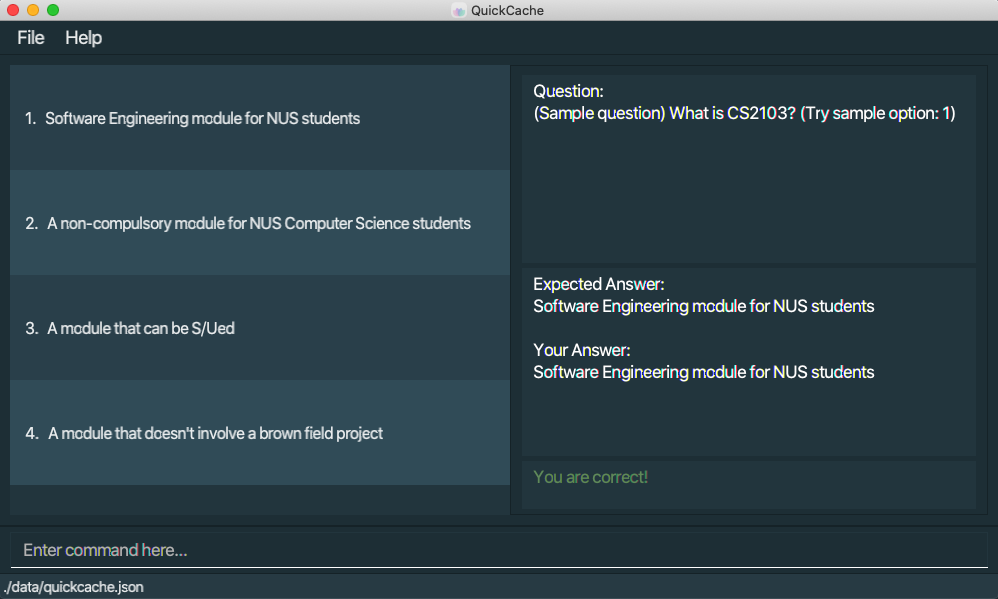 QuickCache
File Help
1. Software Engineering module for NUS students
2. A non-compulsory module for NUS Computer Science students
3. A module that can be S/Ued
4. A module that doesn't involve a brown field project
Question:
(Sample question) What is CS2103? (Try sample option: 1)
Expected Answer:
Software Engineering module for NUS students
Your Answer:
Software Engineering module for NUS students
You are correct!
Enter command here...
./data/quickcache.json